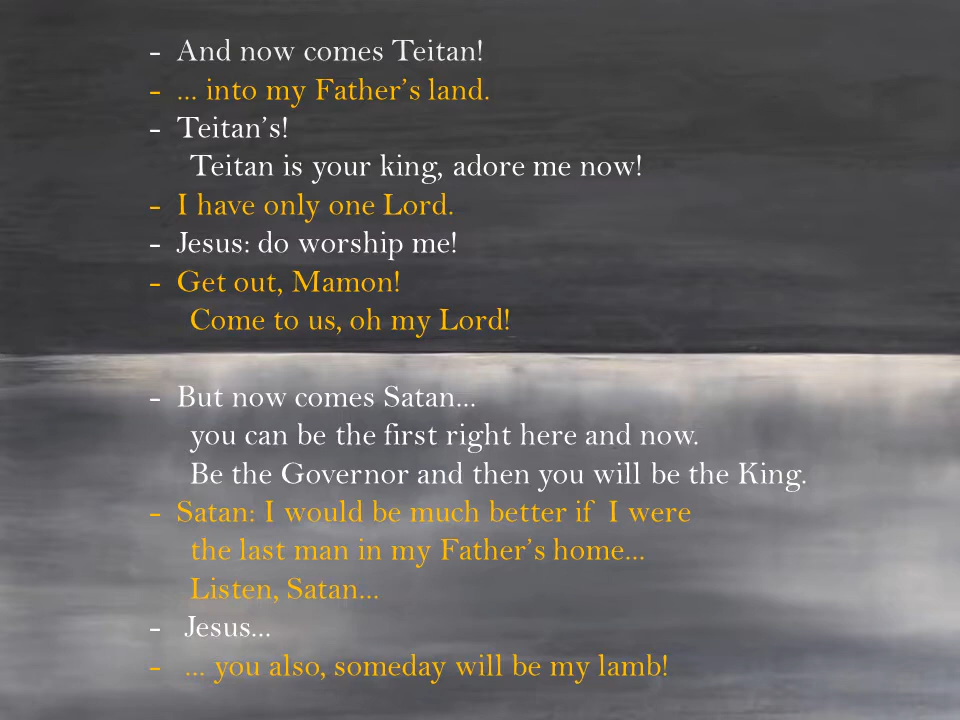 - And now comes Teitan!
- ... into my Father's land.
- Teitan's!
Teitan is your king, adore me now!
- I have only one Lord.
- Jesus: do worship me!
- Get out, Mamon!
Come to us, oh my Lord!
- But now comes Satan...
you can be the first right here and now.
Be the Governor and then you will be the King.
- Satan: I would be much better if I were
the last man in my Father's home...
Listen, Satan...
- Jesus...
- ... you also, someday will be my lamb!